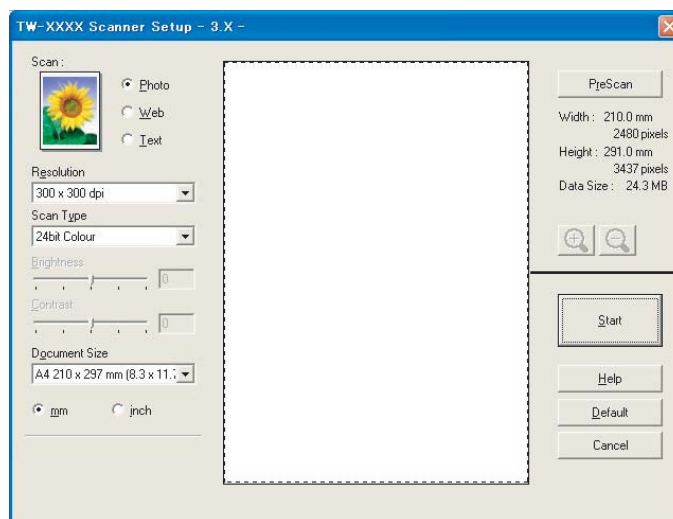 TW-XXXX Scanner Setup - 3.X -
Scan :
Photo
Web
Text
Resolution
300 x 300 dpi
Scan Type
24bit Colour
Brightness
0
Contrast
0
Document Size
A4 210 x 297 mm (8.3 x 11.7
mm
inch
PreScan
Width : 210.0 mm
2480 pixels
Height : 291.0 mm
3437 pixels
Data Size : 24.3 MB
Start
Help
Default
Cancel